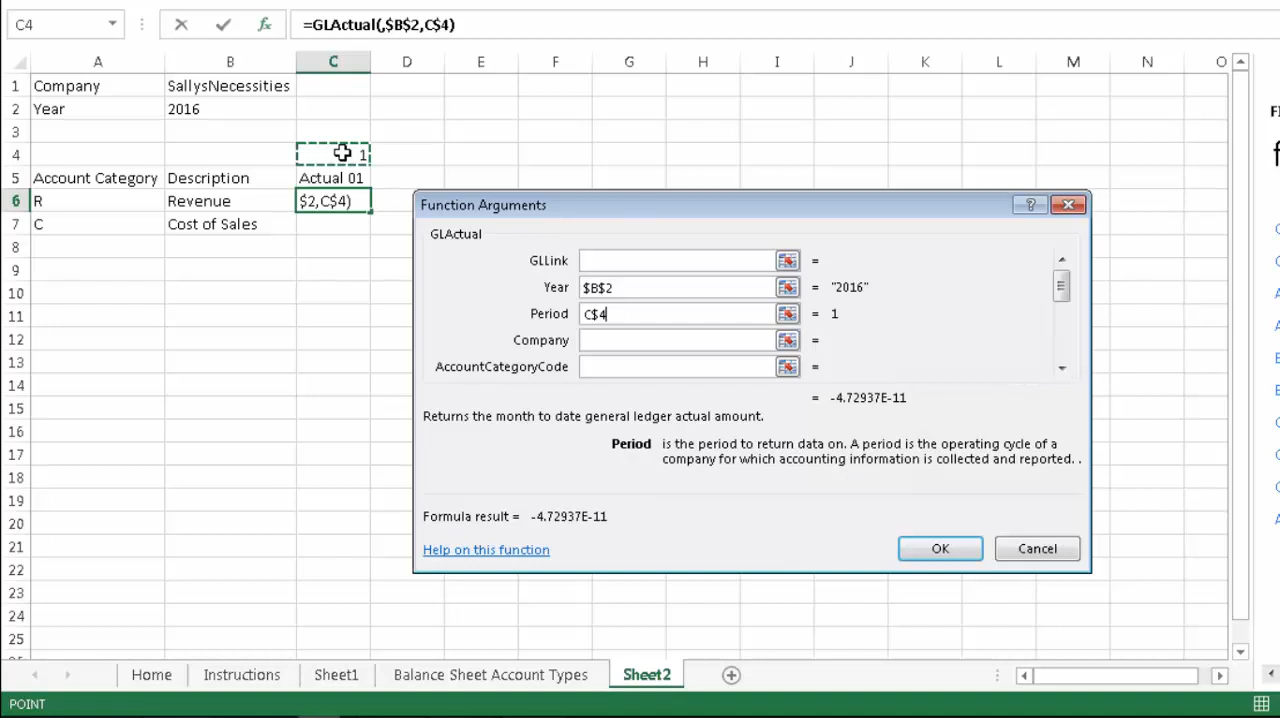 C4 fx =GLActual(,$B$2,C$4)
A B C D E F G H I J K L M N O
1 Company SallysNecessities
2 Year 2016
3
4 1
5 Account Category Description Actual 01
6 R Revenue $2,C$4)
7 C Cost of Sales
8
9
10
11
12
13
14
15
16
17
18
19
20
21
22
23
24
25
Function Arguments ?
GLActual
GLLink =
Year $B$2 = "2016"
Period C$4 = 1
Company =
AccountCategoryCode =
= -4.72937E-11
Returns the month to date general ledger actual amount.
Period is the period to return data on. A period is the operating cycle of a
company for which accounting information is collected and reported. .
Formula result = -4.72937E-11
Help on this function OK Cancel
Home Instructions Sheet1 Balance Sheet Account Types Sheet2
POINT